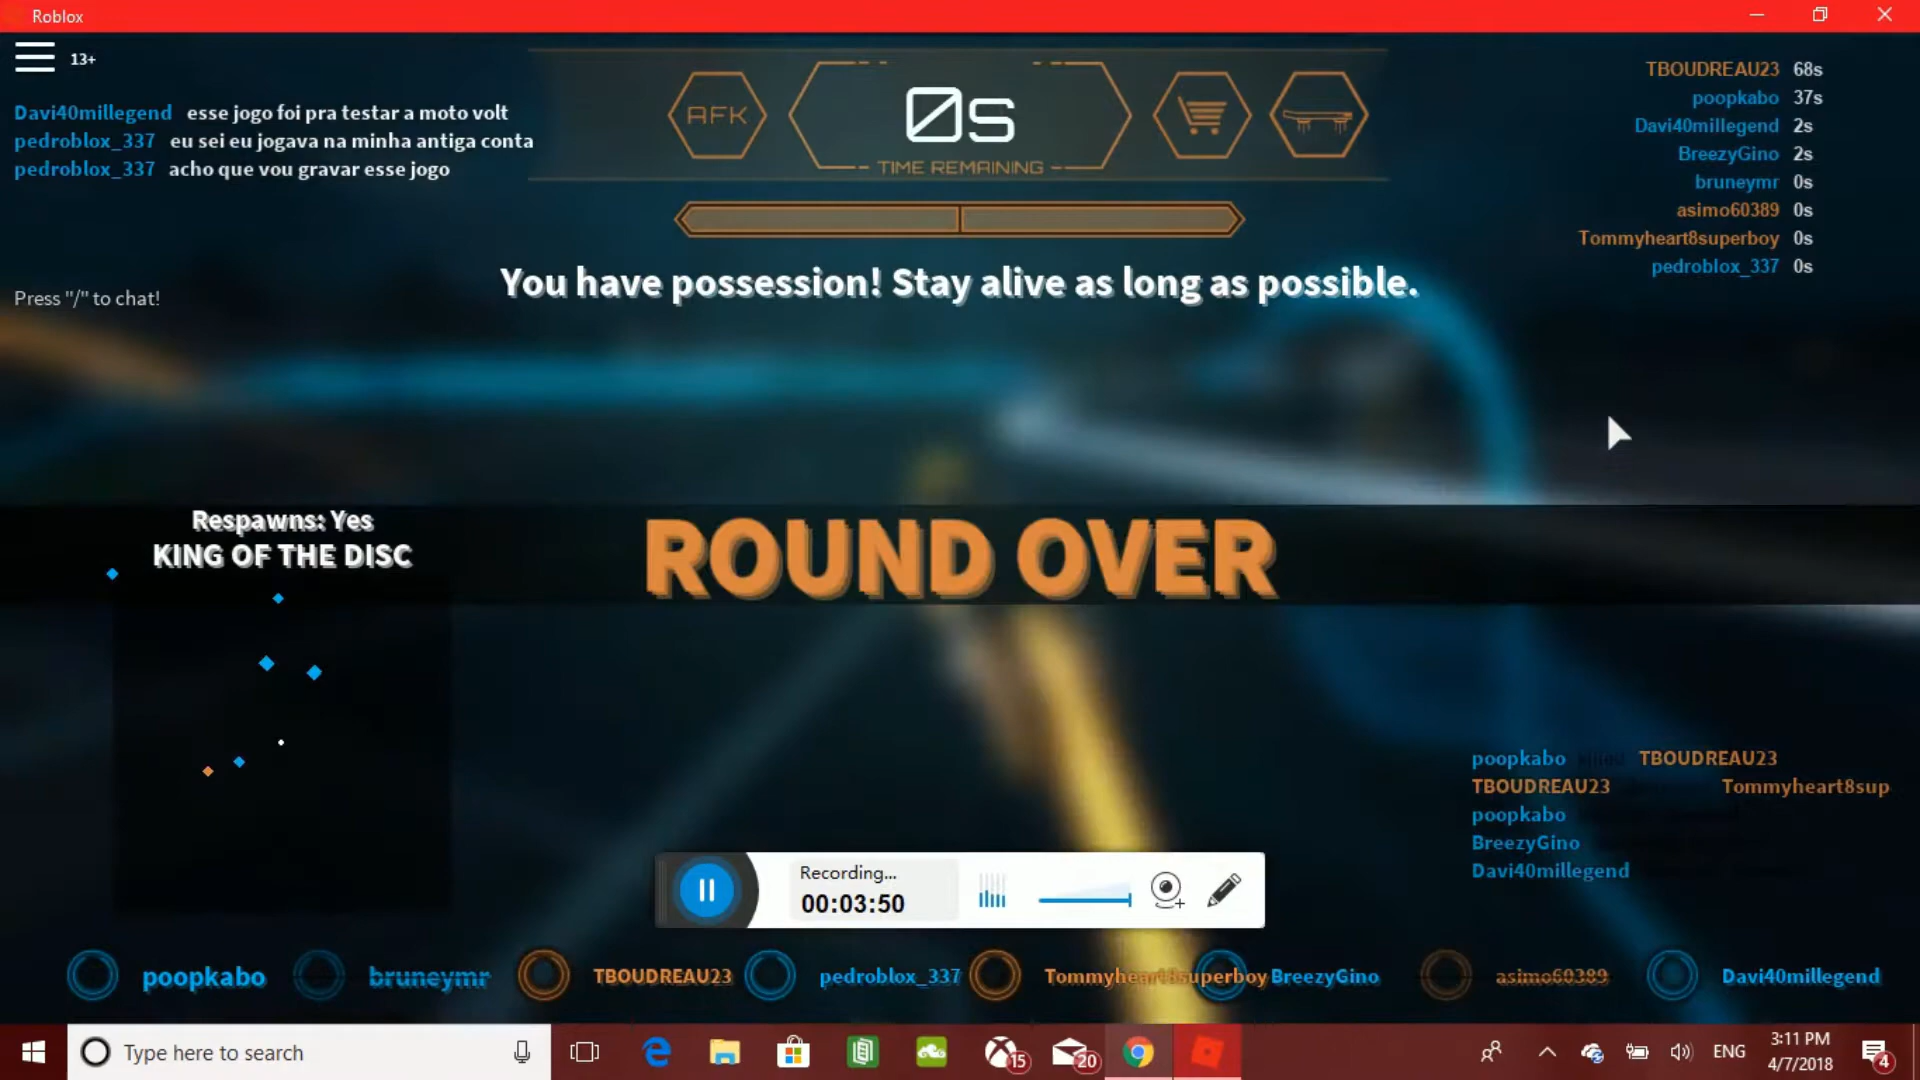 Roblox
13+
Davi40millegend esse jogo foi pra testar a moto volt
pedroblox_337 eu sei eu jogava na minha antiga conta
pedroblox_337 acho que vou gravar esse jogo
Press "/" to chat!
AFK
0s
TIME REMAINING
You have possession! Stay alive as long as possible.
TBOUDREAU23 68s
poopkabo 37s
Davi40millegend 2s
BreezyGino 2s
bruneymr 0s
asimo60389 0s
Tommyheart8superboy 0s
pedroblox_337 0s
Respawns: Yes
KING OF THE DISC
ROUND OVER
poopkabo TBOUDREAU23
TBOUDREAU23 Tommyheart8sup
poopkabo
BreezyGino
Davi40millegend
Recording...
00:03:50
poopkabo bruneymr TBOUDREAU23 pedroblox_337 Tommyheart8superboy BreezyGino asimo60389 Davi40millegend
Type here to search
15
20
ENG
3:11 PM
4/7/2018
4